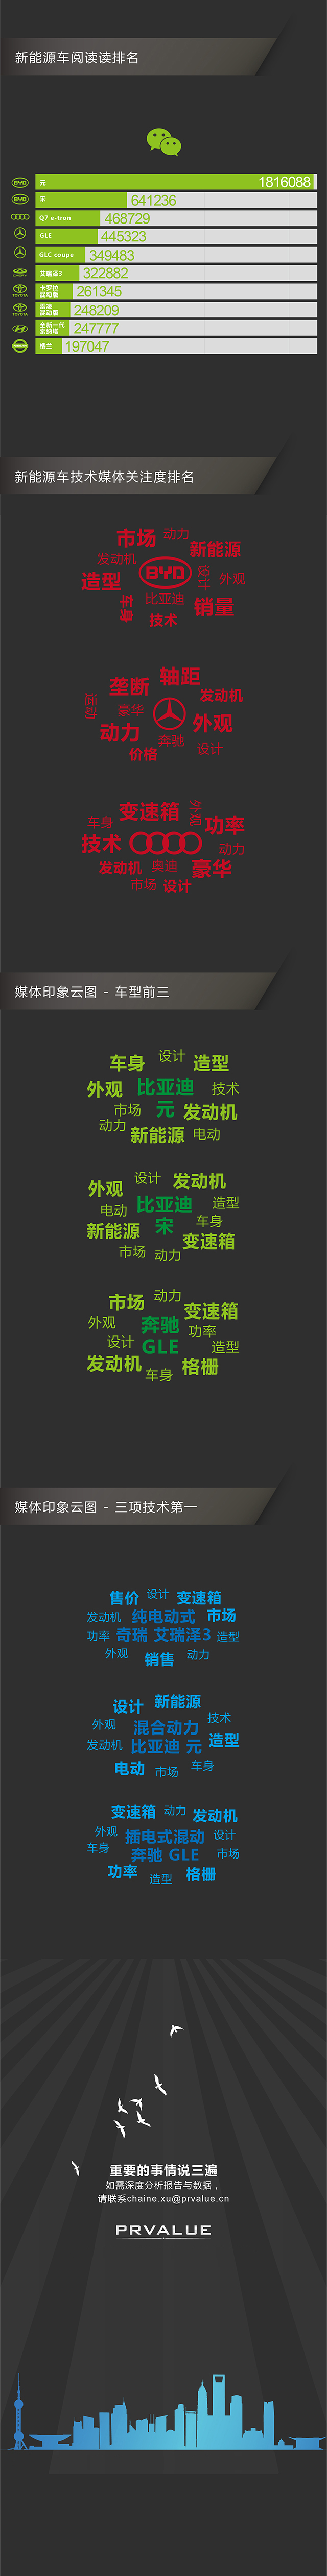 新能源车阅读读排名
BYD 元 1816088
BYD 宋 641236
Q7 e-tron 468729
GLE 445323
GLC coupe 349483
艾瑞泽3 322882
TOYOTA 卡罗拉 双动版 261345
TOYOTA 雷凌 双动版 248209
全新一代 索纳塔 247777
楼兰 197047
新能源车技术媒体关注度排名
市场 动力
发动机 新能源
造型 BYD 设计 外观
车身 比亚迪 销量
技术
垄断 轴距
运动 豪华 发动机
动力 外观
价格 奔驰 设计
变速箱 外观
车身 功率
技术 动力
发动机 奥迪 豪华
市场 设计
媒体印象云图 - 车型前三
车身 设计 造型
外观 比亚迪 技术
市场 元 发动机
动力 新能源 电动
外观 设计 发动机
电动 比亚迪 造型
新能源 宋 车身
市场 动力 变速箱
市场 动力 变速箱
外观 奔驰 功率
设计 GLE 造型
发动机 车身 格栅
媒体印象云图 - 三项技术第一
售价 设计 变速箱
发动机 纯电动式 市场
功率 奇瑞 艾瑞泽3 造型
外观 销售 动力
设计 新能源
外观 混合动力 技术
发动机 比亚迪 元 造型
电动 市场 车身
变速箱 动力 发动机
外观 插电式混动 设计
车身 奔驰 GLE 市场
功率 造型 格栅
重要的事情说三遍
如需深度分析报告与数据，
请联系chaine.xu@prvalue.cn
PRVALUE